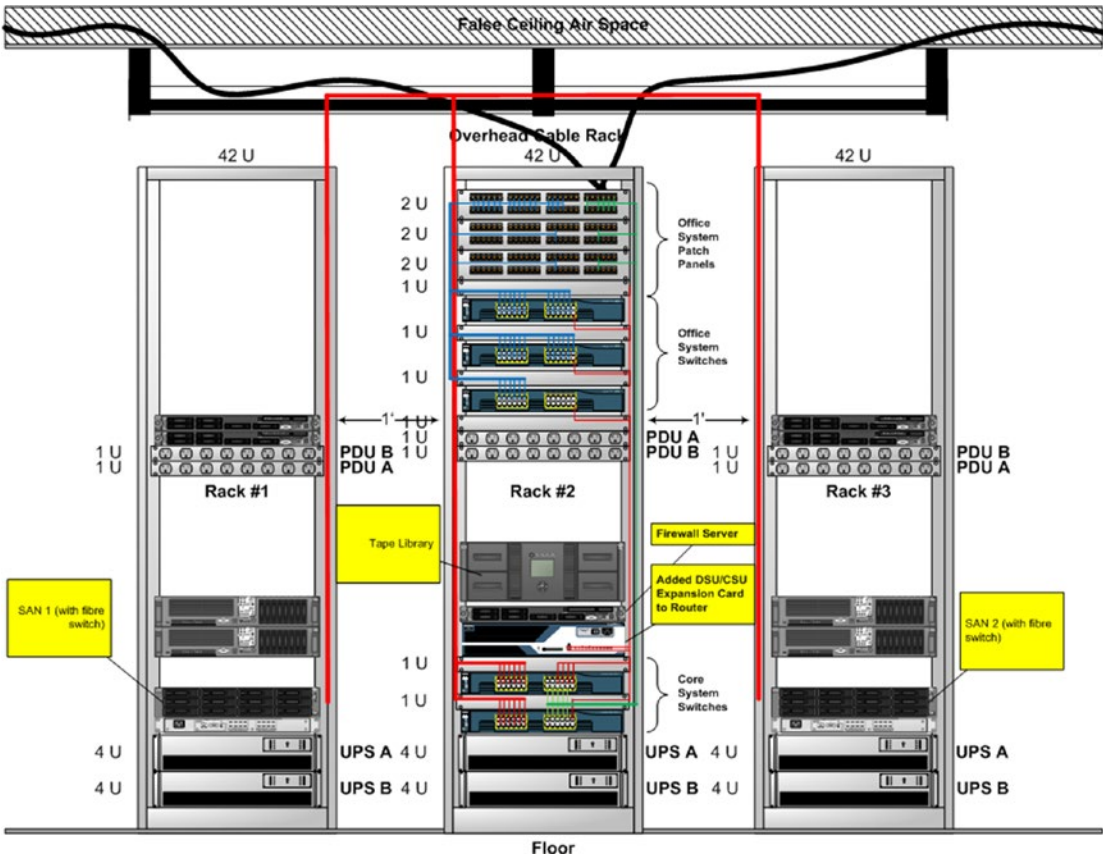 False Ceiling Air Space
Overhead Cable Rack
42 U
42 U
42 U
2 U
2 U
2 U
1 U
1 U
1 U
Office
System
Patch
Panels
Office
System
Switches
1'
1'
1 U
1 U
1 U
PDU A
PDU B
1 U
1 U
PDU B
PDU A
1 U
1 U
PDU B
PDU A
Rack #1
Rack #2
Rack #3
Tape Library
Firewall Server
Added DSU/CSU
Expansion Card
to Router
SAN 1 (with fibre
switch)
SAN 2 (with fibre
switch)
1 U
1 U
Core
System
Switches
4 U
UPS A
4 U
UPS A
4 U
UPS A
4 U
UPS B
4 U
UPS B
4 U
UPS B
Floor